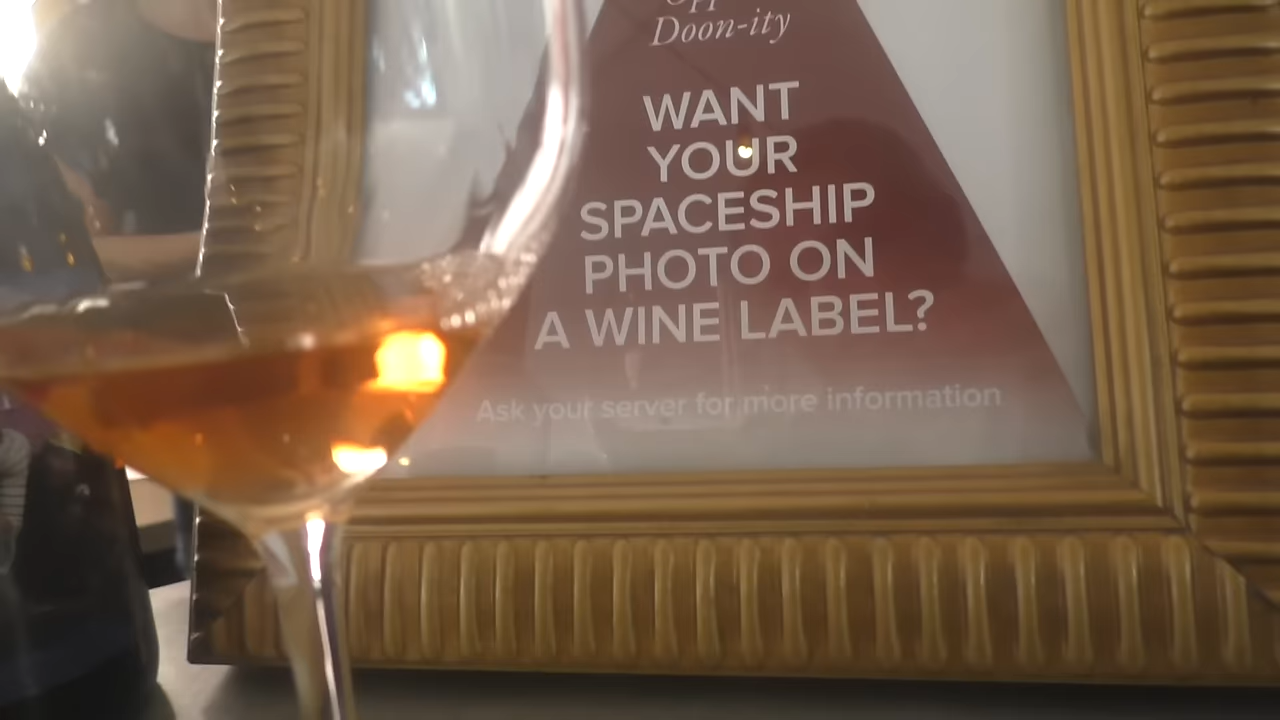 Doon-ity
WANT
YOUR
SPACESHIP
PHOTO ON
A WINE LABEL?
Ask your server for more information